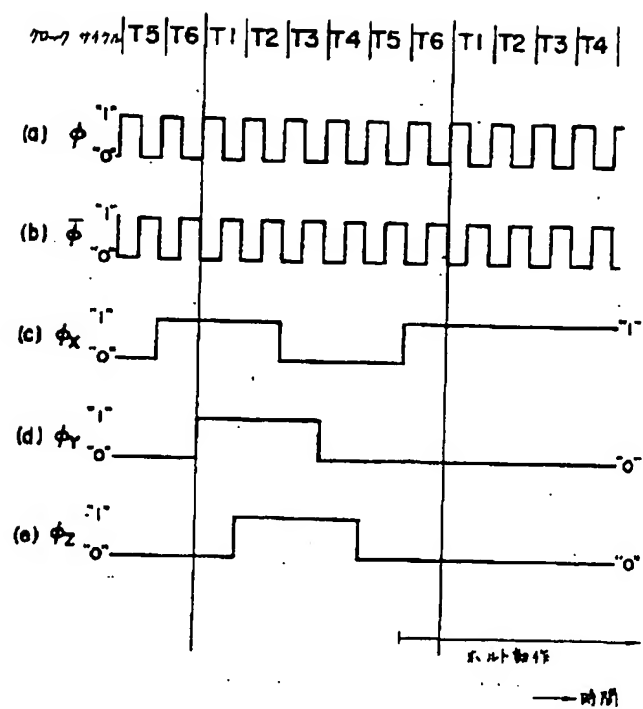 クロック サイクル |T5|T6|T1|T2|T3|T4|T5|T6|T1|T2|T3|T4|
(a) φ "1" "0"
(b) φ̅ "1" "0"
(c) φX "1" "0" "1"
(d) φY "1" "0" "0"
(e) φZ "1" "0" "0"
ホルト動作
→ 時間